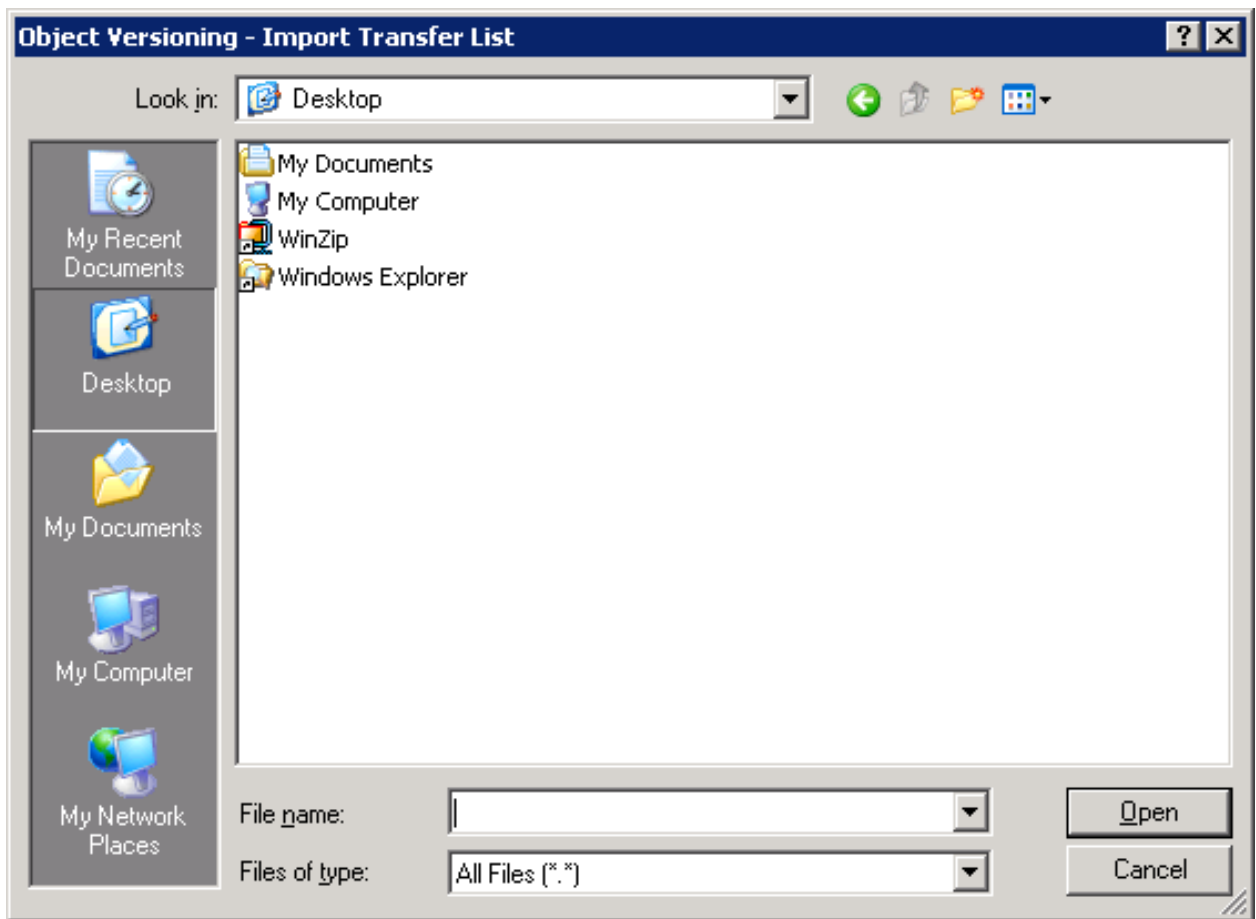 Object Versioning - Import Transfer List
Look in:
Desktop
My Recent
Documents
Desktop
My Documents
My Computer
My Network
Places
My Documents
My Computer
WinZip
Windows Explorer
File name:
Open
Files of type:
All Files (*.*)
Cancel